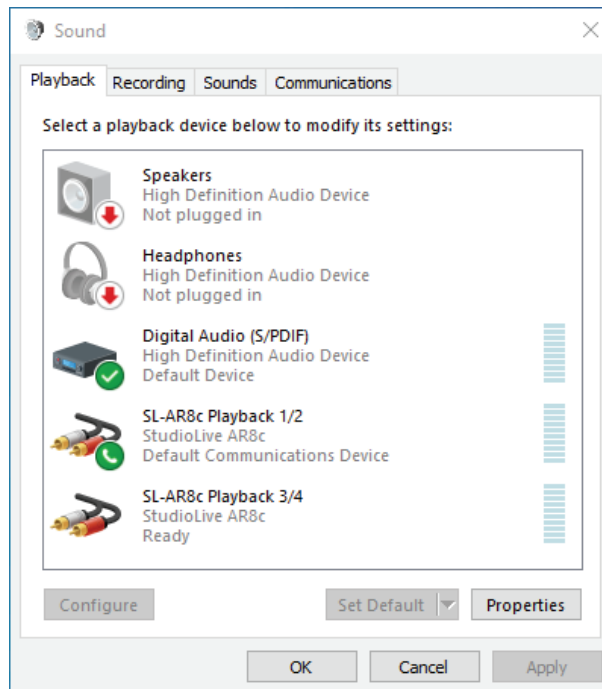 Sound
Playback Recording Sounds Communications
Select a playback device below to modify its settings:
Speakers
High Definition Audio Device
Not plugged in
Headphones
High Definition Audio Device
Not plugged in
Digital Audio (S/PDIF)
High Definition Audio Device
Default Device
SL-AR8c Playback 1/2
StudioLive AR8c
Default Communications Device
SL-AR8c Playback 3/4
StudioLive AR8c
Ready
Configure Set Default Properties
OK Cancel Apply